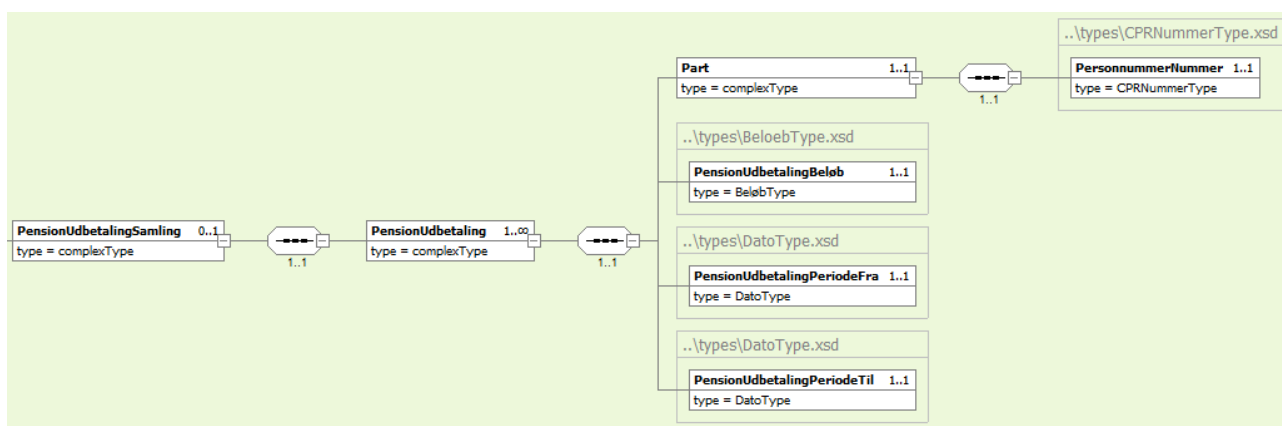 ..\types\CPRNummerType.xsd
Part 1..1
type = complexType
1..1
PersonnummerNummer 1..1
type = CPRNummerType
..\types\BeloebType.xsd
PensionUdbetalingBeløb 1..1
type = BeløbType
PensionUdbetalingSamling 0..1
type = complexType
1..1
PensionUdbetaling 1..∞
type = complexType
1..1
..\types\DatoType.xsd
PensionUdbetalingPeriodeFra 1..1
type = DatoType
..\types\DatoType.xsd
PensionUdbetalingPeriodeTil 1..1
type = DatoType